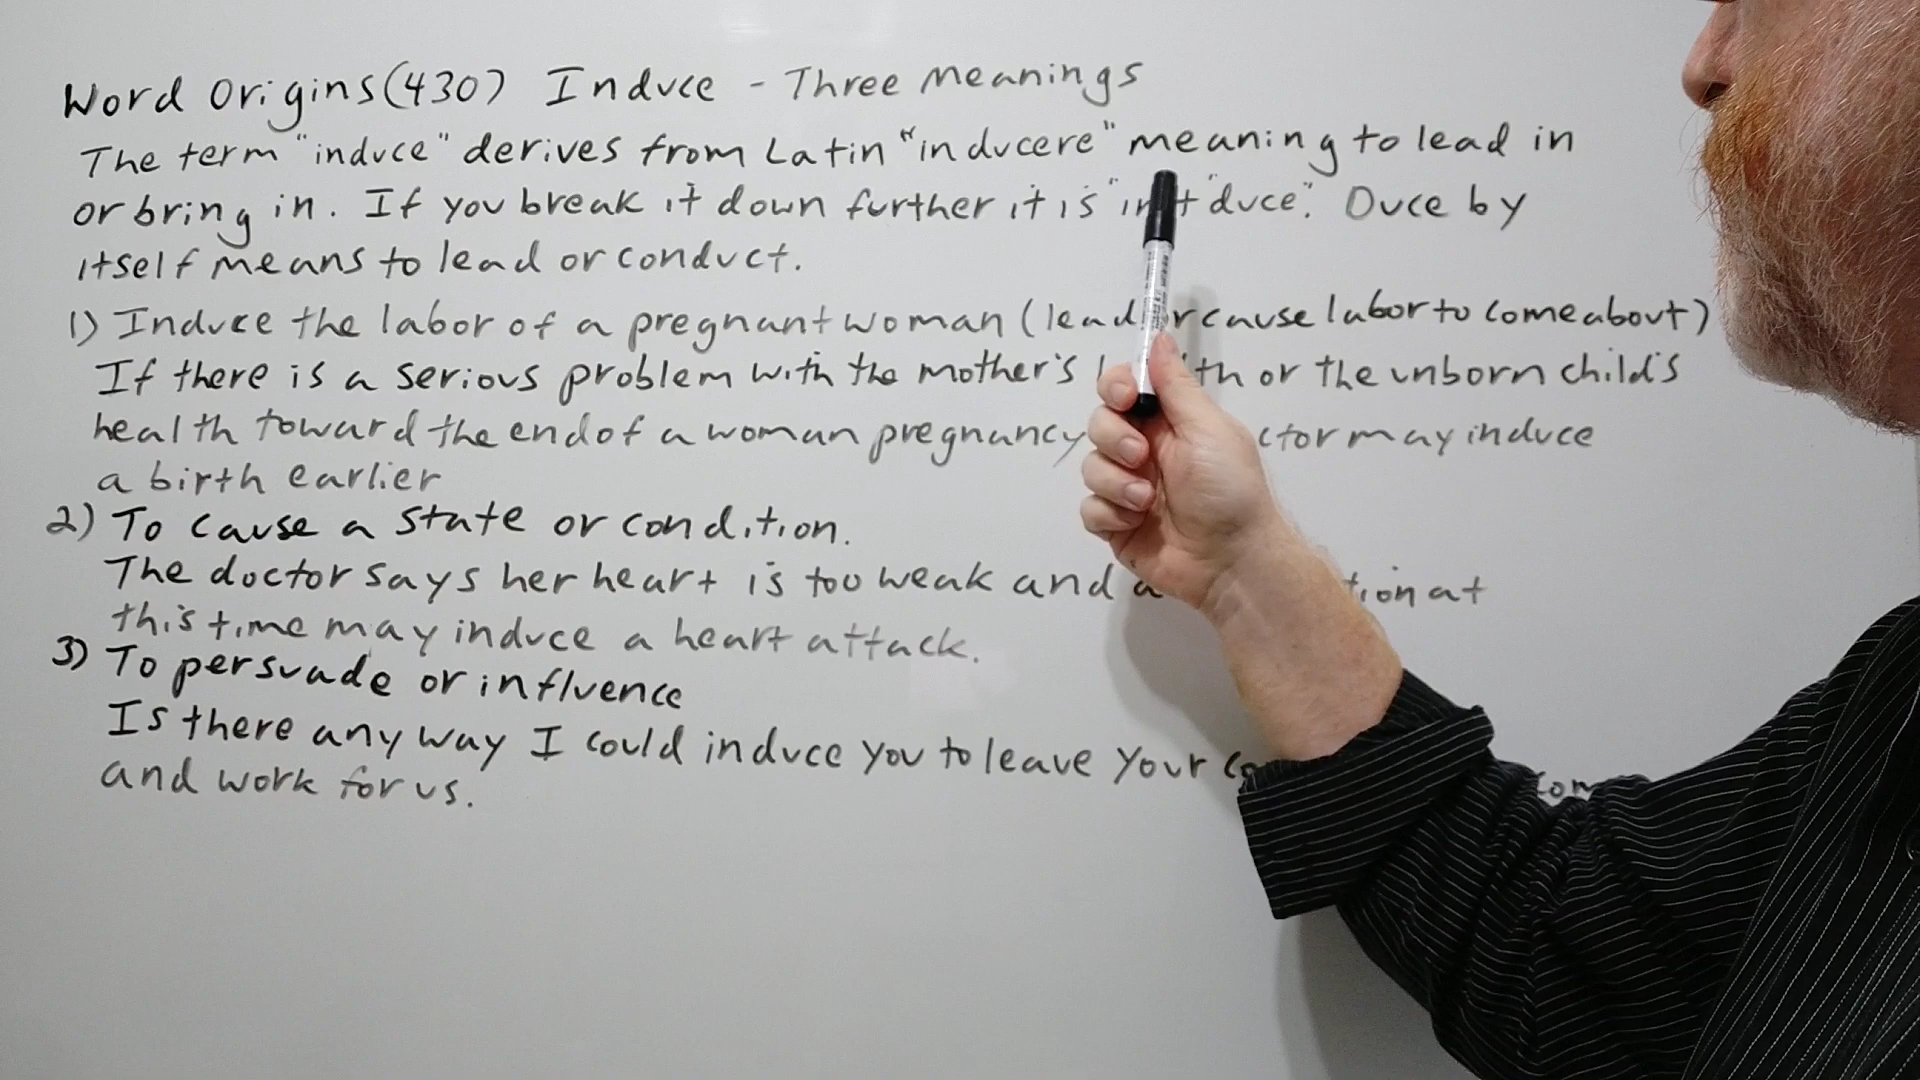 Word Origins (430) Induce - Three Meanings
The term "induce" derives from Latin "inducere" meaning to lead in
or bring in. If you break it down further it is "in" + "duce". Duce by
itself means to lead or conduct.
1) Induce the labor of a pregnant woman (lead or cause labor to come about)
If there is a serious problem with the mother's or the unborn child's
health toward the end of a woman pregnancy may induce
a birth earlier
2) To cause a state or condition.
The doctor says her heart is too weak and at
this time may induce a heart attack.
3) To persuade or influence
Is there any way I could induce you to leave your
and work for us.